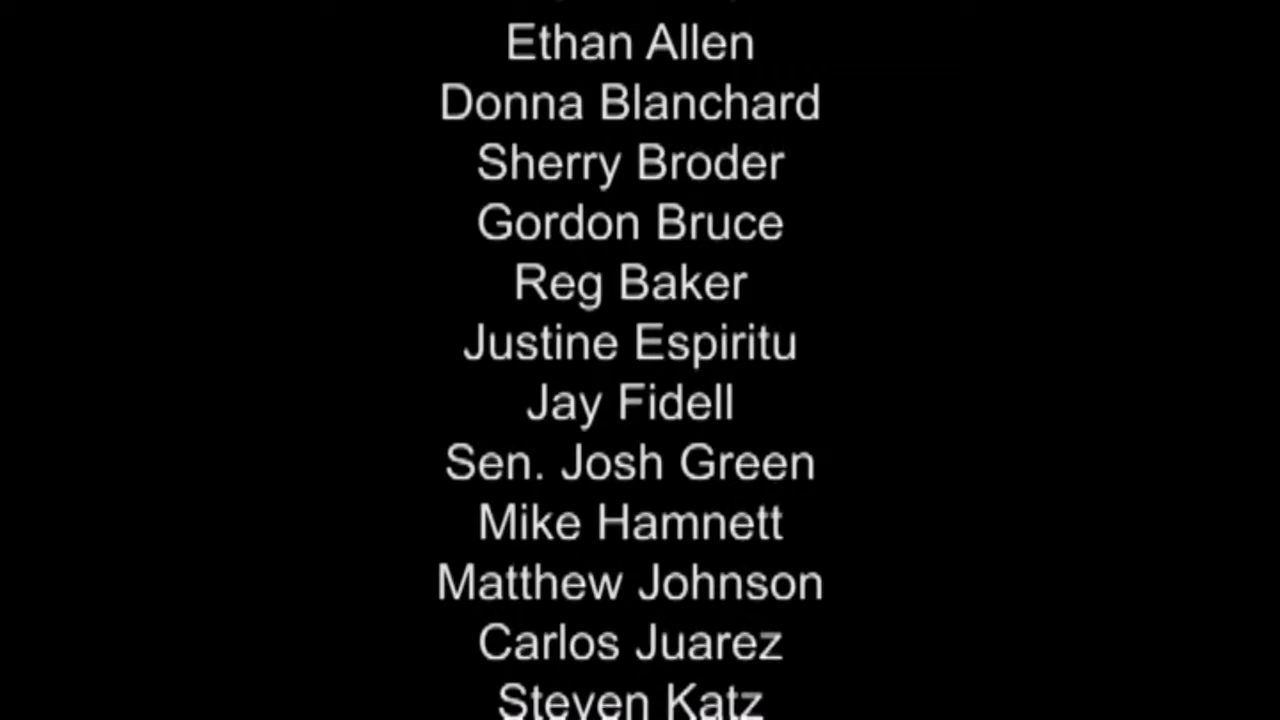 Ethan Allen
Donna Blanchard
Sherry Broder
Gordon Bruce
Reg Baker
Justine Espiritu
Jay Fidell
Sen. Josh Green
Mike Hamnett
Matthew Johnson
Carlos Juarez
Steven Katz